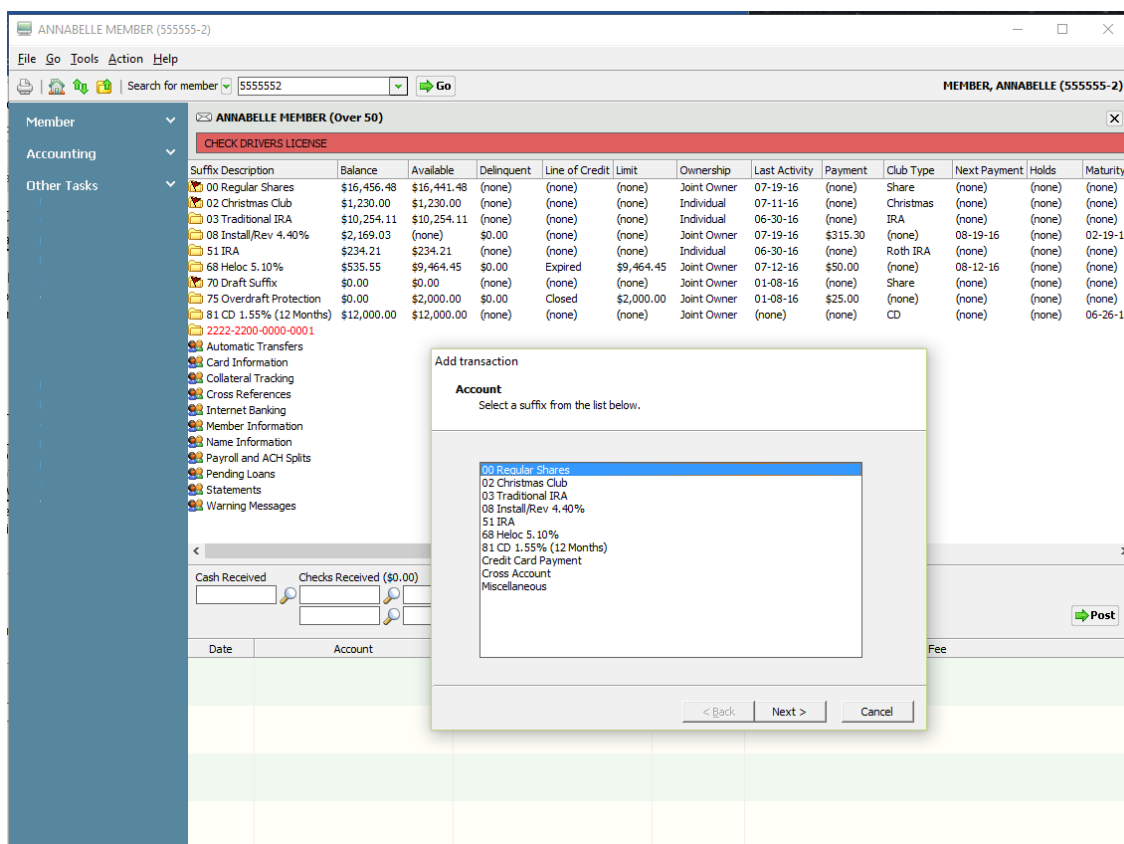 ANNABELLE MEMBER (555555-2)
File Go Tools Action Help
Search for member 5555552 Go MEMBER, ANNABELLE (555555-2)
Member
Accounting
Other Tasks
ANNABELLE MEMBER (Over 50)
CHECK DRIVERS LICENSE
Suffix Description Balance Available Delinquent Line of Credit Limit Ownership Last Activity Payment Club Type Next Payment Holds Maturity
00 Regular Shares $16,456.48 $16,441.48 (none) (none) (none) Joint Owner 07-19-16 (none) Share (none) (none) (none)
02 Christmas Club $1,230.00 $1,230.00 (none) (none) (none) Individual 07-11-16 (none) Christmas (none) (none) (none)
03 Traditional IRA $10,254.11 $10,254.11 (none) (none) (none) Individual 06-30-16 (none) IRA (none) (none) (none)
08 Install/Rev 4.40% $2,169.03 (none) $0.00 (none) (none) Joint Owner 07-19-16 $315.30 (none) 08-19-16 (none) 02-19-1
51 IRA $234.21 $234.21 (none) (none) (none) Individual 06-30-16 (none) Roth IRA (none) (none) (none)
68 Heloc 5.10% $535.55 $9,464.45 $0.00 Expired $9,464.45 Joint Owner 07-12-16 $50.00 (none) 08-12-16 (none) (none)
70 Draft Suffix $0.00 $0.00 (none) (none) (none) Joint Owner 01-08-16 (none) Share (none) (none) (none)
75 Overdraft Protection $0.00 $2,000.00 $0.00 Closed $2,000.00 Joint Owner 01-08-16 $25.00 (none) (none) (none) (none)
81 CD 1.55% (12 Months) $12,000.00 $12,000.00 (none) (none) (none) Joint Owner (none) (none) CD (none) (none) 06-26-1
2222-2200-0000-0001
Automatic Transfers
Card Information
Collateral Tracking
Cross References
Internet Banking
Member Information
Name Information
Payroll and ACH Splits
Pending Loans
Statements
Warning Messages
Add transaction
Account
Select a suffix from the list below.
00 Regular Shares
02 Christmas Club
03 Traditional IRA
08 Install/Rev 4.40%
51 IRA
68 Heloc 5.10%
81 CD 1.55% (12 Months)
Credit Card Payment
Cross Account
Miscellaneous
< Back Next > Cancel
Cash Received Checks Received ($0.00)
Post
Date Account Fee